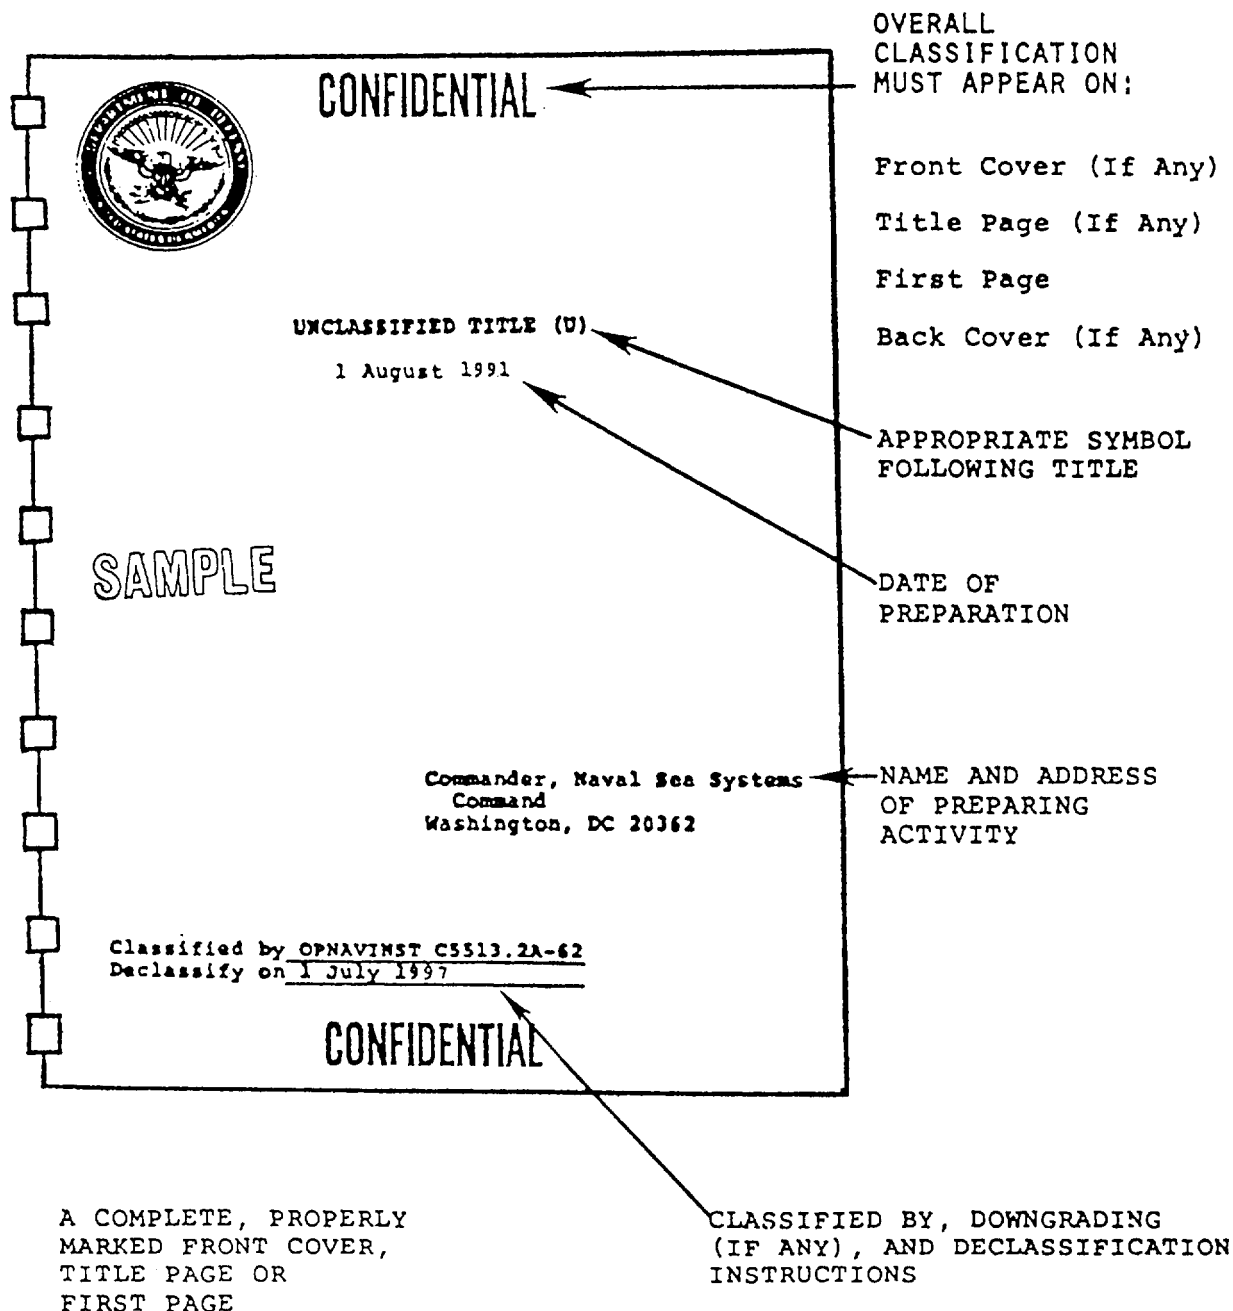 OVERALL
CLASSIFICATION
MUST APPEAR ON:
Front Cover (If Any)
Title Page (If Any)
First Page
Back Cover (If Any)
CONFIDENTIAL
UNCLASSIFIED TITLE (U)
1 August 1991
APPROPRIATE SYMBOL
FOLLOWING TITLE
SAMPLE
DATE OF
PREPARATION
Commander, Naval Sea Systems
Command
Washington, DC 20362
NAME AND ADDRESS
OF PREPARING
ACTIVITY
Classified by OPNAVINST C5513.2A-62
Declassify on 1 July 1997
CONFIDENTIAL
A COMPLETE, PROPERLY
MARKED FRONT COVER,
TITLE PAGE OR
FIRST PAGE
CLASSIFIED BY, DOWNGRADING
(IF ANY), AND DECLASSIFICATION
INSTRUCTIONS